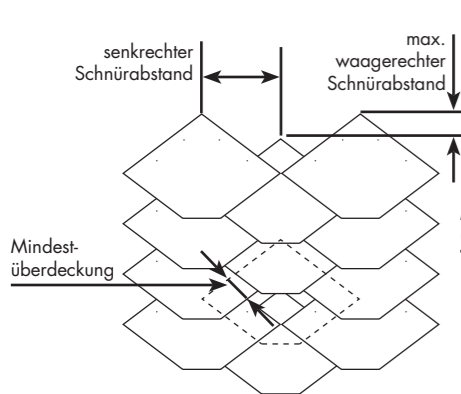 senkrechter
Schnürabstand
max.
waagerechter
Schnürabstand
Mindest-
überdeckung